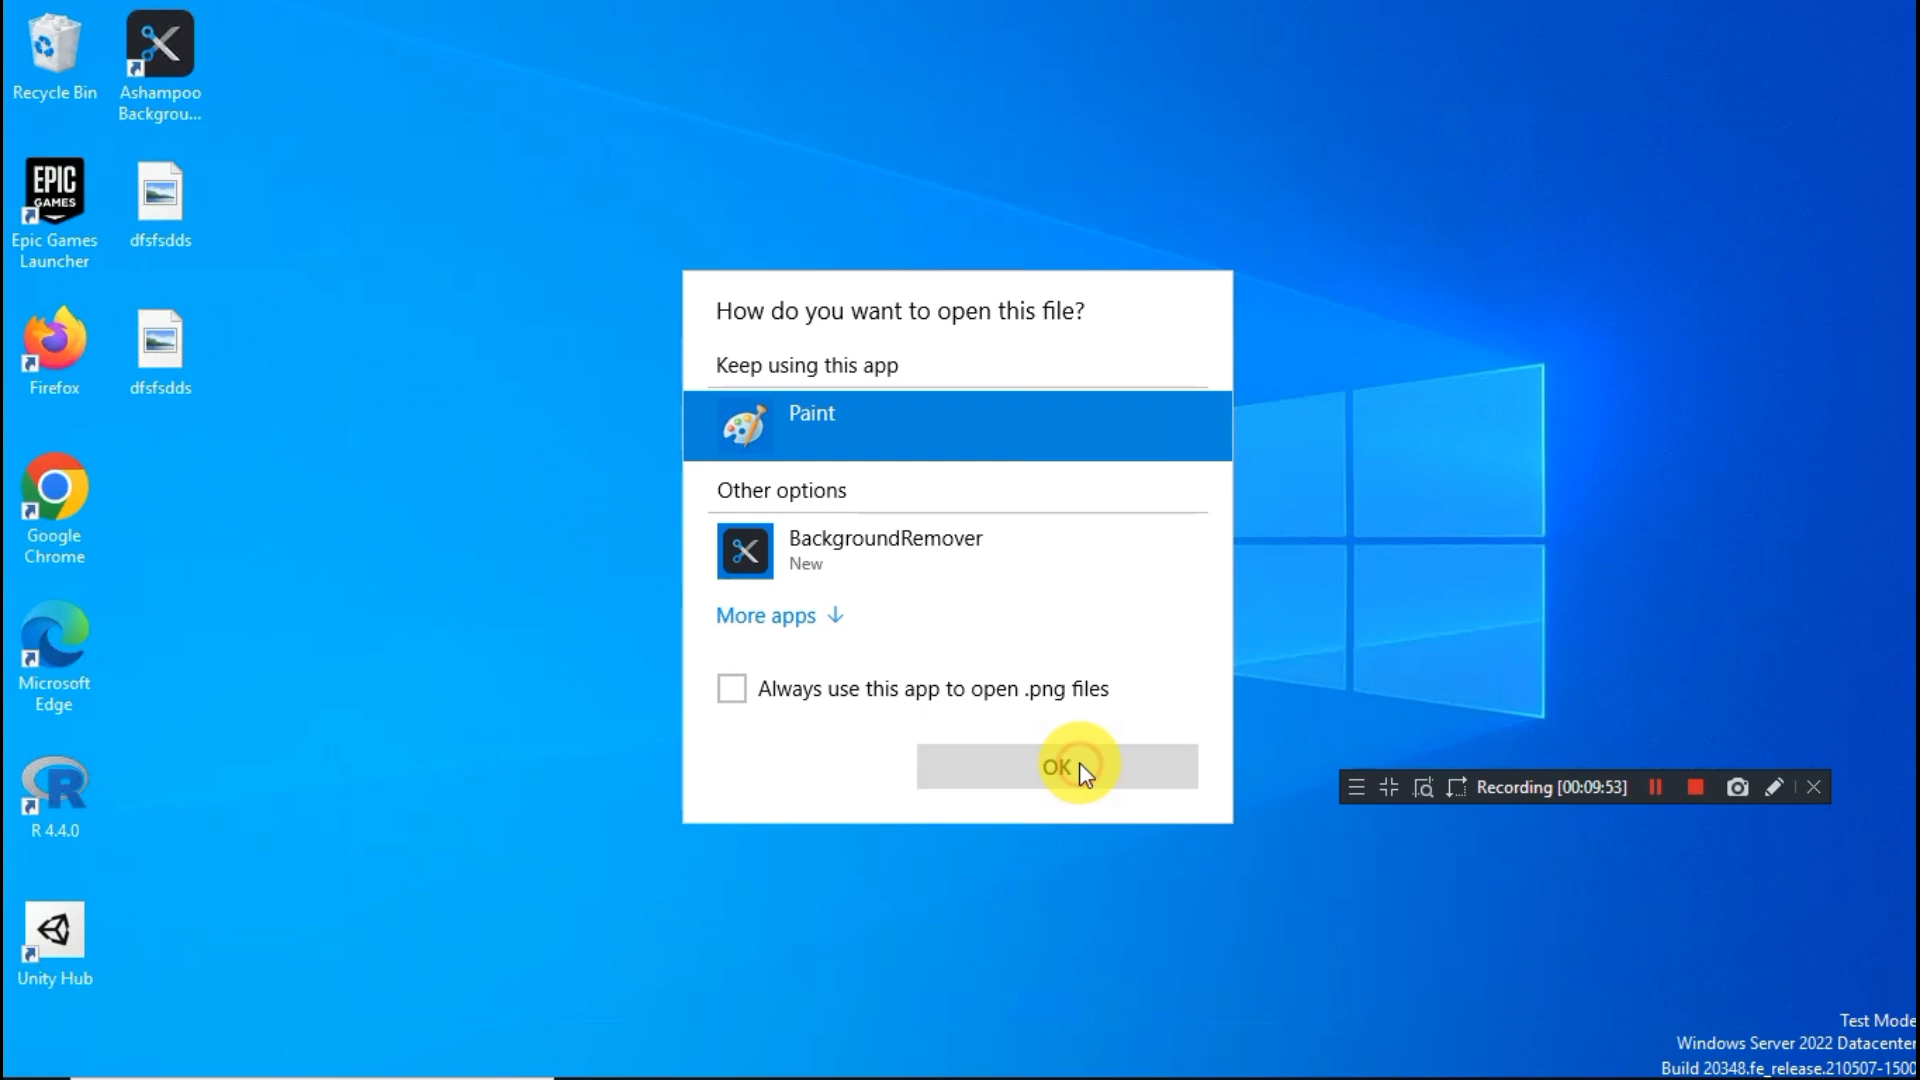 Recycle Bin
Ashampoo
Backgrou...
EPIC
GAMES
Epic Games
Launcher
dfsfsdds
Firefox
dfsfsdds
Google
Chrome
Microsoft
Edge
R 4.4.0
Unity Hub
How do you want to open this file?
Keep using this app
Paint
Other options
BackgroundRemover
New
More apps
Always use this app to open .png files
OK
Recording [00:09:53]
Test Mode
Windows Server 2022 Datacenter
Build 20348.fe_release.210507-1500